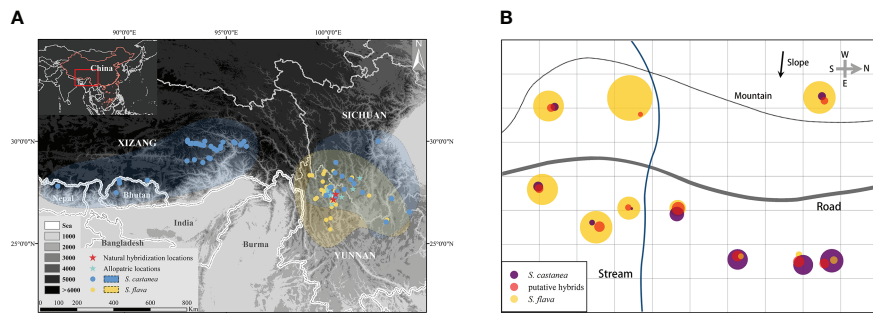 A
B
90°0'0"E 95°0'0"E 100°0'0"E
N
China
SICHUAN
XIZANG
30°0'0"N 30°0'0"N
Nepal
Bhutan
India
Bangladesh
Burma
25°0'0"N 25°0'0"N
YUNNAN
Sea
1000
2000
3000
4000
5000
>6000
Natural hybridization locations
Allopatric locations
S. castanea
S. flava
0 100 200 400 600 800
Km
Slope
W
S N
E
Mountain
Road
Stream
S. castanea
putative hybrids
S. flava